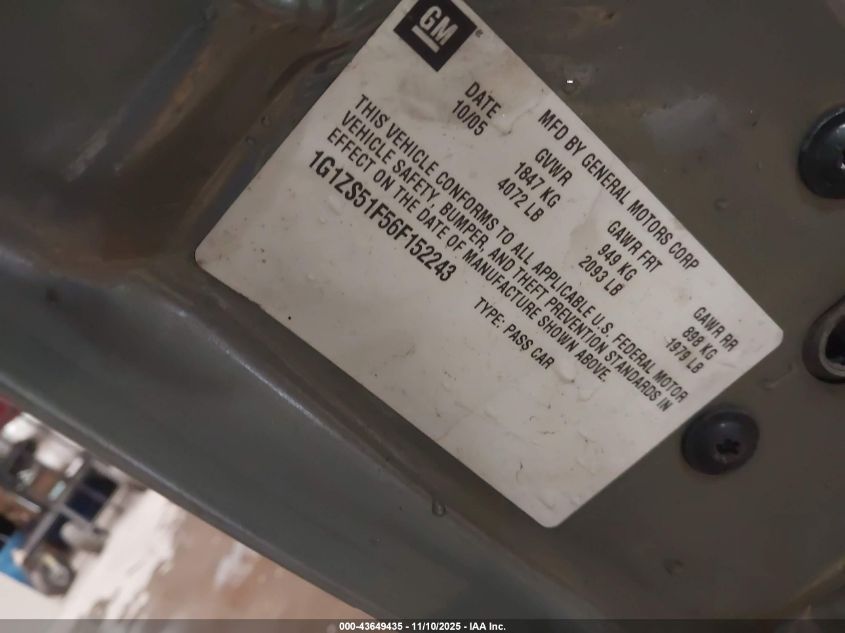 GM
MFD BY GENERAL MOTORS CORP
DATE GVWR GAWR FRT GAWR RR
10/05 1847 KG 949 KG 898 KG
4072 LB 2093 LB 1979 LB
THIS VEHICLE CONFORMS TO ALL APPLICABLE U.S. FEDERAL MOTOR
VEHICLE SAFETY, BUMPER, AND THEFT PREVENTION STANDARDS IN
EFFECT ON THE DATE OF MANUFACTURE SHOWN ABOVE.
1G1ZS51F56F152243 TYPE: PASS CAR
000-43649435 - 11/10/2025 - IAA Inc.